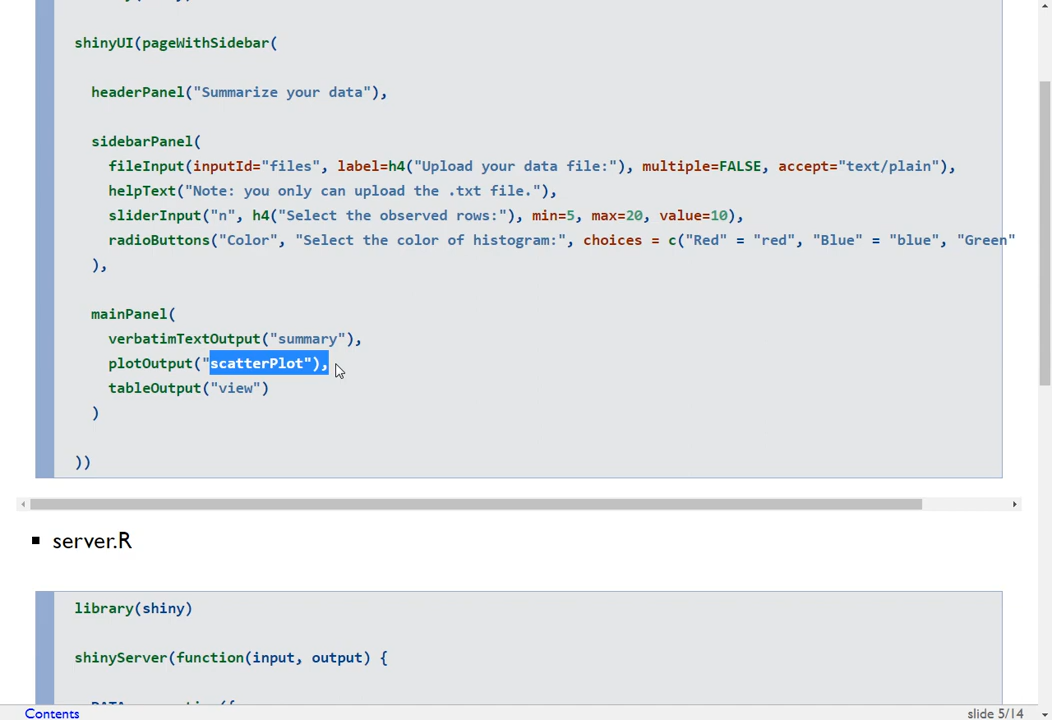 shinyUI(pageWithSidebar(
headerPanel("Summarize your data"),
sidebarPanel(
fileInput(inputId="files", label=h4("Upload your data file:"), multiple=FALSE, accept="text/plain"),
helpText("Note: you only can upload the .txt file."),
sliderInput("n", h4("Select the observed rows:"), min=5, max=20, value=10),
radioButtons("Color", "Select the color of histogram:", choices = c("Red" = "red", "Blue" = "blue", "Green"
),
mainPanel(
verbatimTextOutput("summary"),
plotOutput("scatterPlot"),
tableOutput("view")
)
))
▪ server.R
library(shiny)
shinyServer(function(input, output) {
Contents slide 5/14